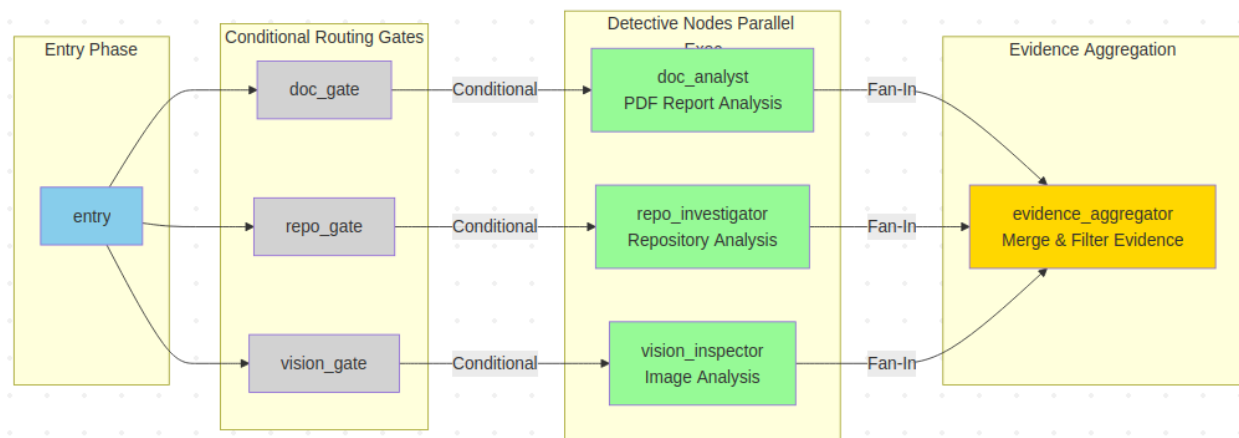 Entry Phase
entry
Conditional Routing Gates
doc_gate
repo_gate
vision_gate
Conditional
Conditional
Conditional
Detective Nodes Parallel
Exec
doc_analyst
PDF Report Analysis
repo_investigator
Repository Analysis
vision_inspector
Image Analysis
Fan-In
Fan-In
Fan-In
Evidence Aggregation
evidence_aggregator
Merge & Filter Evidence